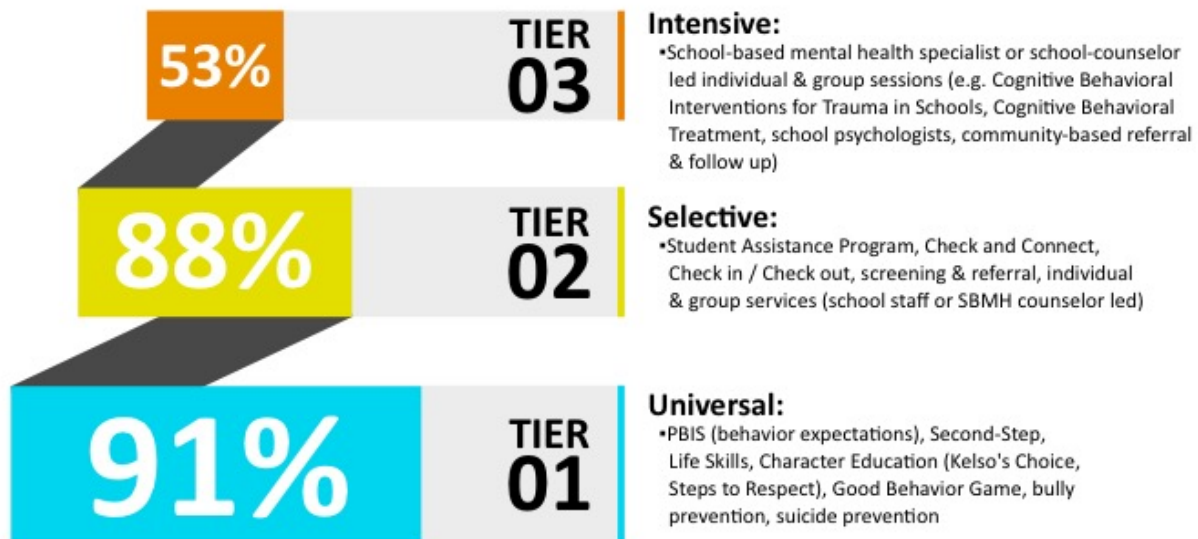 53%
TIER
03
Intensive:
•School-based mental health specialist or school-counselor
led individual & group sessions (e.g. Cognitive Behavioral
Interventions for Trauma in Schools, Cognitive Behavioral
Treatment, school psychologists, community-based referral
& follow up)
88%
TIER
02
Selective:
•Student Assistance Program, Check and Connect,
Check in / Check out, screening & referral, individual
& group services (school staff or SBMH counselor led)
91%
TIER
01
Universal:
•PBIS (behavior expectations), Second-Step,
Life Skills, Character Education (Kelso's Choice,
Steps to Respect), Good Behavior Game, bully
prevention, suicide prevention